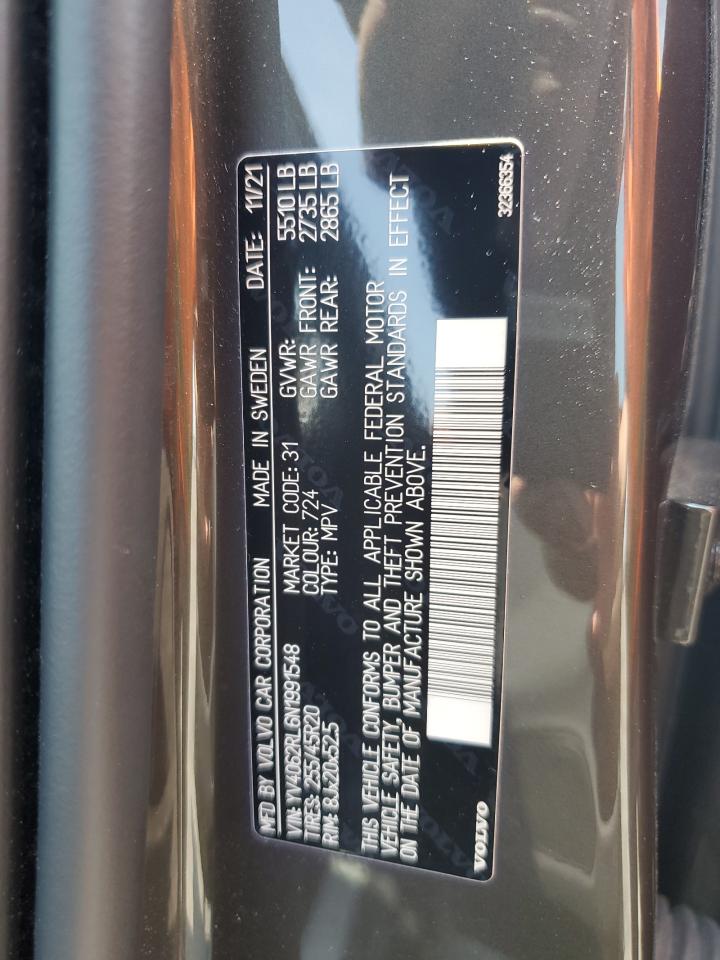 MFD BY VOLVO CAR CORPORATION MADE IN SWEDEN DATE: 11/21
VIN: YV4062RL6N1991548 MARKET CODE: 31 GVWR: 5510 LB
TIRES: 255/45R20 COLOUR: 724 GAWR FRONT: 2735 LB
RIM: 8Jx20x52.5 TYPE: MPV GAWR REAR: 2865 LB
THIS VEHICLE CONFORMS TO ALL APPLICABLE FEDERAL MOTOR
VEHICLE SAFETY, BUMPER AND THEFT PREVENTION STANDARDS IN EFFECT
ON THE DATE OF MANUFACTURE SHOWN ABOVE.
VOLVO 32366354